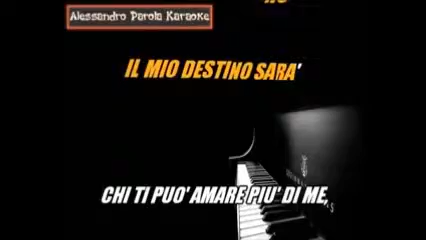 Alessandro Parola Karaoke
IL MIO DESTINO SARA'
CHI TI PUO' AMARE PIU' DI ME,